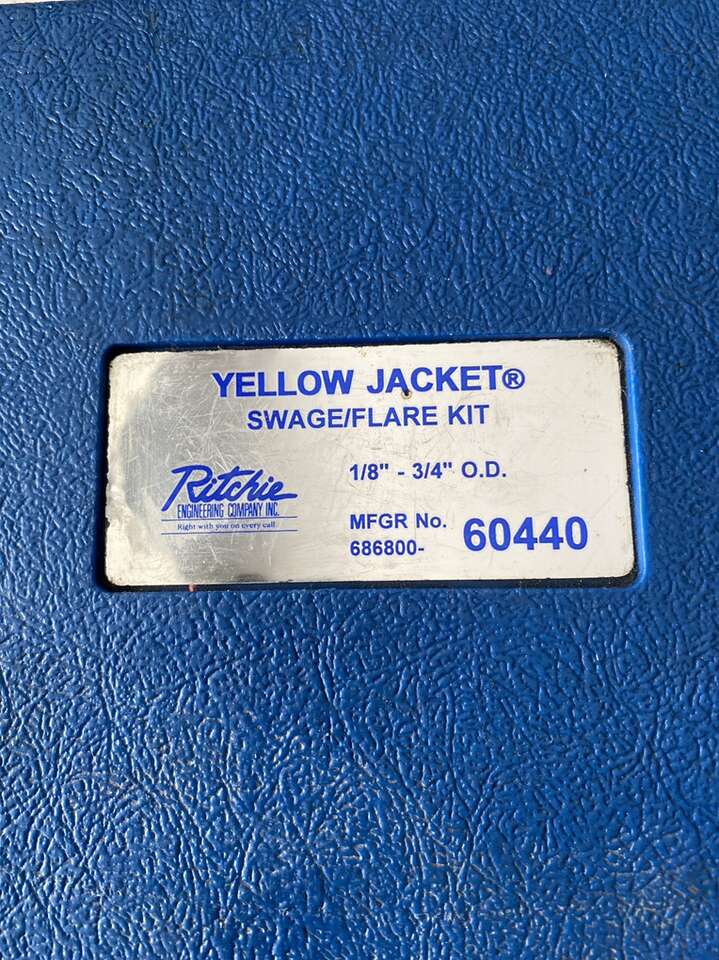 YELLOW JACKET®
SWAGE/FLARE KIT
Ritchie
ENGINEERING COMPANY INC.
Right with you on every call
1/8" - 3/4" O.D.
MFGR No.
686800- 60440